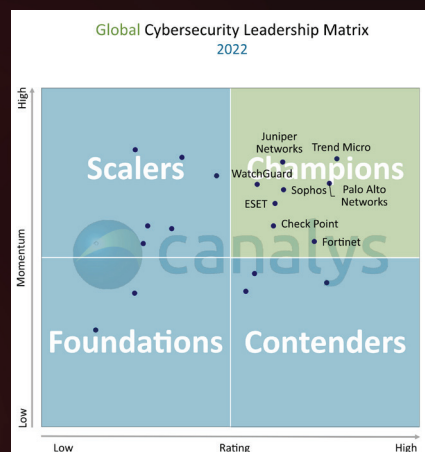 Global Cybersecurity Leadership Matrix
2022
High
Juniper
Networks
Trend Micro
Scalers
Champions
WatchGuard
Sophos
Palo Alto
Networks
ESET
Check Point
Fortinet
canalys
Momentum
Foundations
Contenders
Low
Low
Rating
High